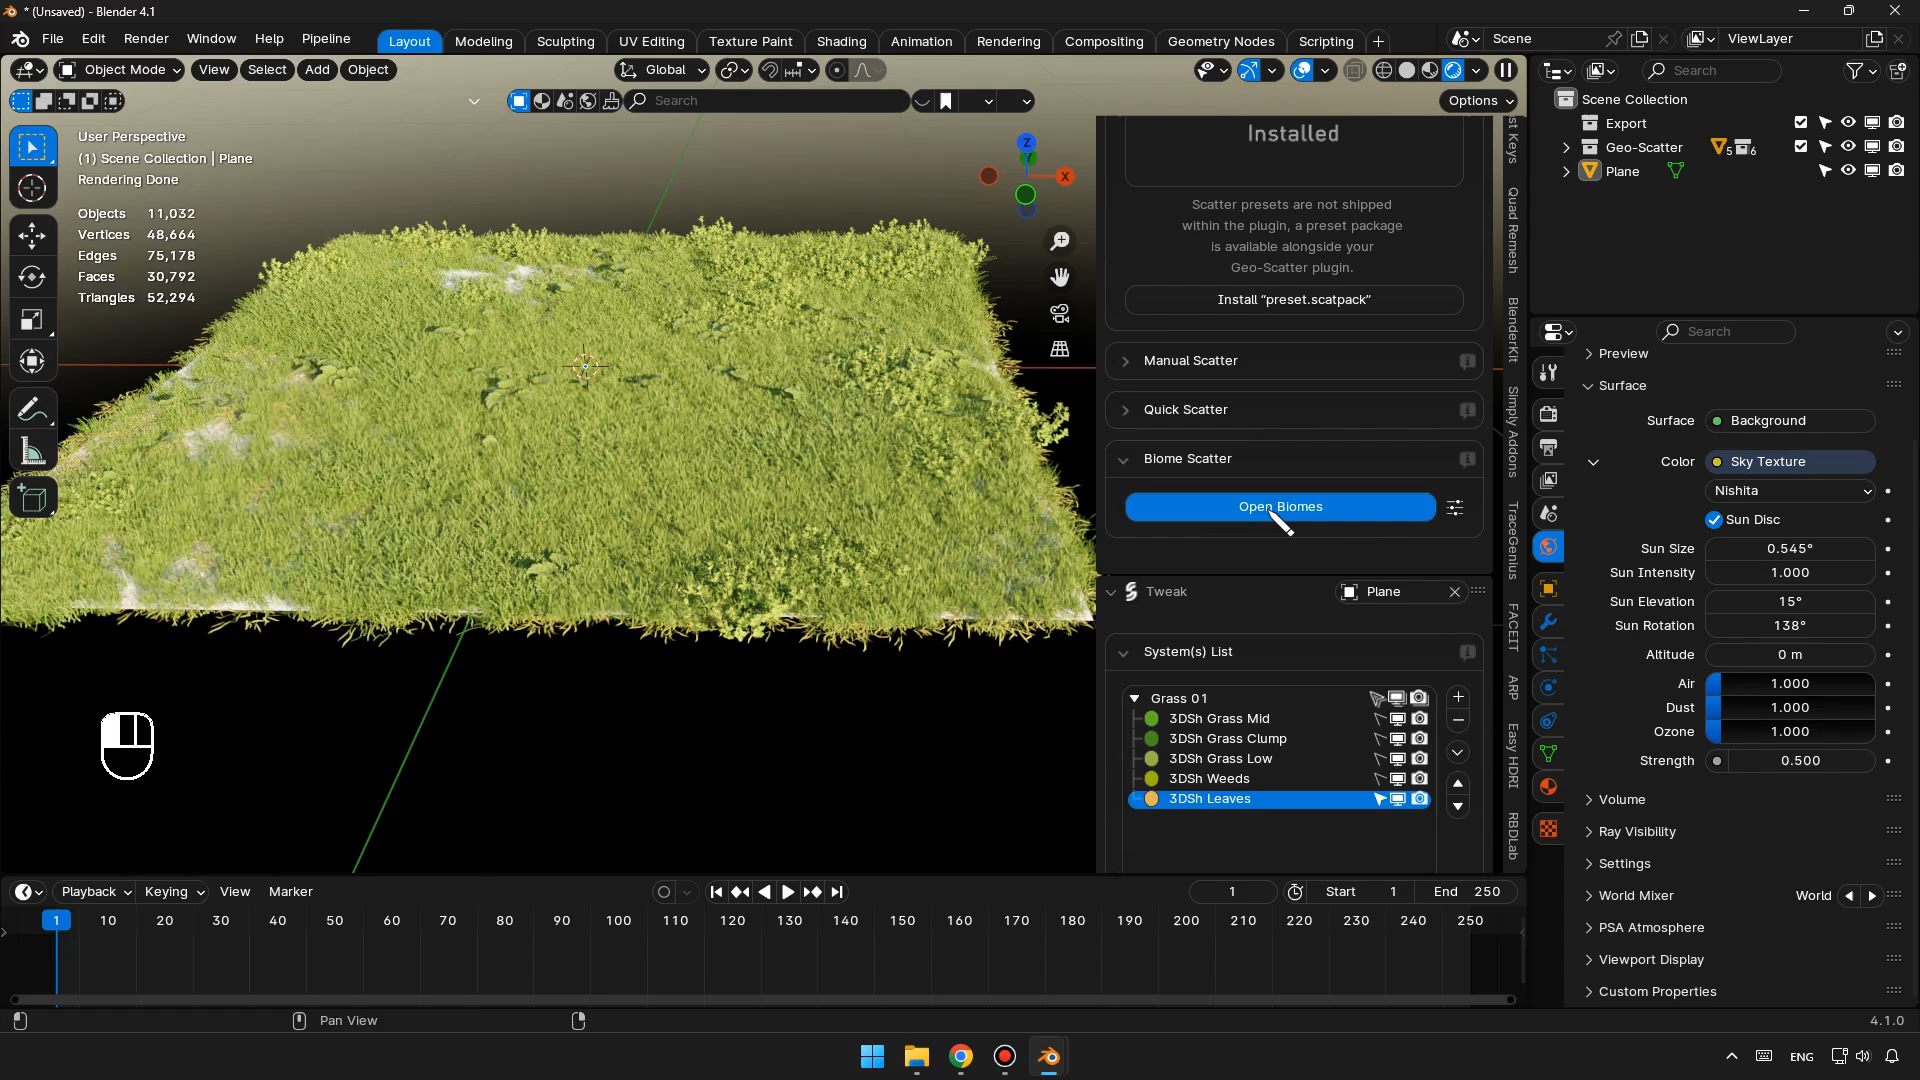 * (Unsaved) - Blender 4.1
File Edit Render Window Help Pipeline
Layout Modeling Sculpting UV Editing Texture Paint Shading Animation Rendering Compositing Geometry Nodes Scripting
Scene
ViewLayer
Object Mode View Select Add Object
Global
Search
Options
User Perspective
(1) Scene Collection | Plane
Rendering Done
Objects 11,032
Vertices 48,664
Edges 75,178
Faces 30,792
Triangles 52,294
Z
X
Installed
Scatter presets are not shipped
within the plugin, a preset package
is available alongside your
Geo-Scatter plugin.
Install “preset.scatpack”
Manual Scatter
Quick Scatter
Biome Scatter
Open Biomes
Tweak
Plane
System(s) List
Grass 01
3DSh Grass Mid
3DSh Grass Clump
3DSh Grass Low
3DSh Weeds
3DSh Leaves
Keys
Quad Remesh
BlenderKit
Simply Addons
TraceGenius
FACEIT
ARP
Easy HDRI
RBDLab
Search
Scene Collection
Export
Geo-Scatter 5 6
Plane
Search
Preview
Surface
Surface Background
Color Sky Texture
Nishita
Sun Disc
Sun Size 0.545°
Sun Intensity 1.000
Sun Elevation 15°
Sun Rotation 138°
Altitude 0 m
Air 1.000
Dust 1.000
Ozone 1.000
Strength 0.500
Volume
Ray Visibility
Settings
World Mixer World
PSA Atmosphere
Viewport Display
Custom Properties
Playback Keying View Marker
1
Start 1 End 250
1 10 20 30 40 50 60 70 80 90 100 110 120 130 140 150 160 170 180 190 200 210 220 230 240 250
Pan View
4.1.0
ENG